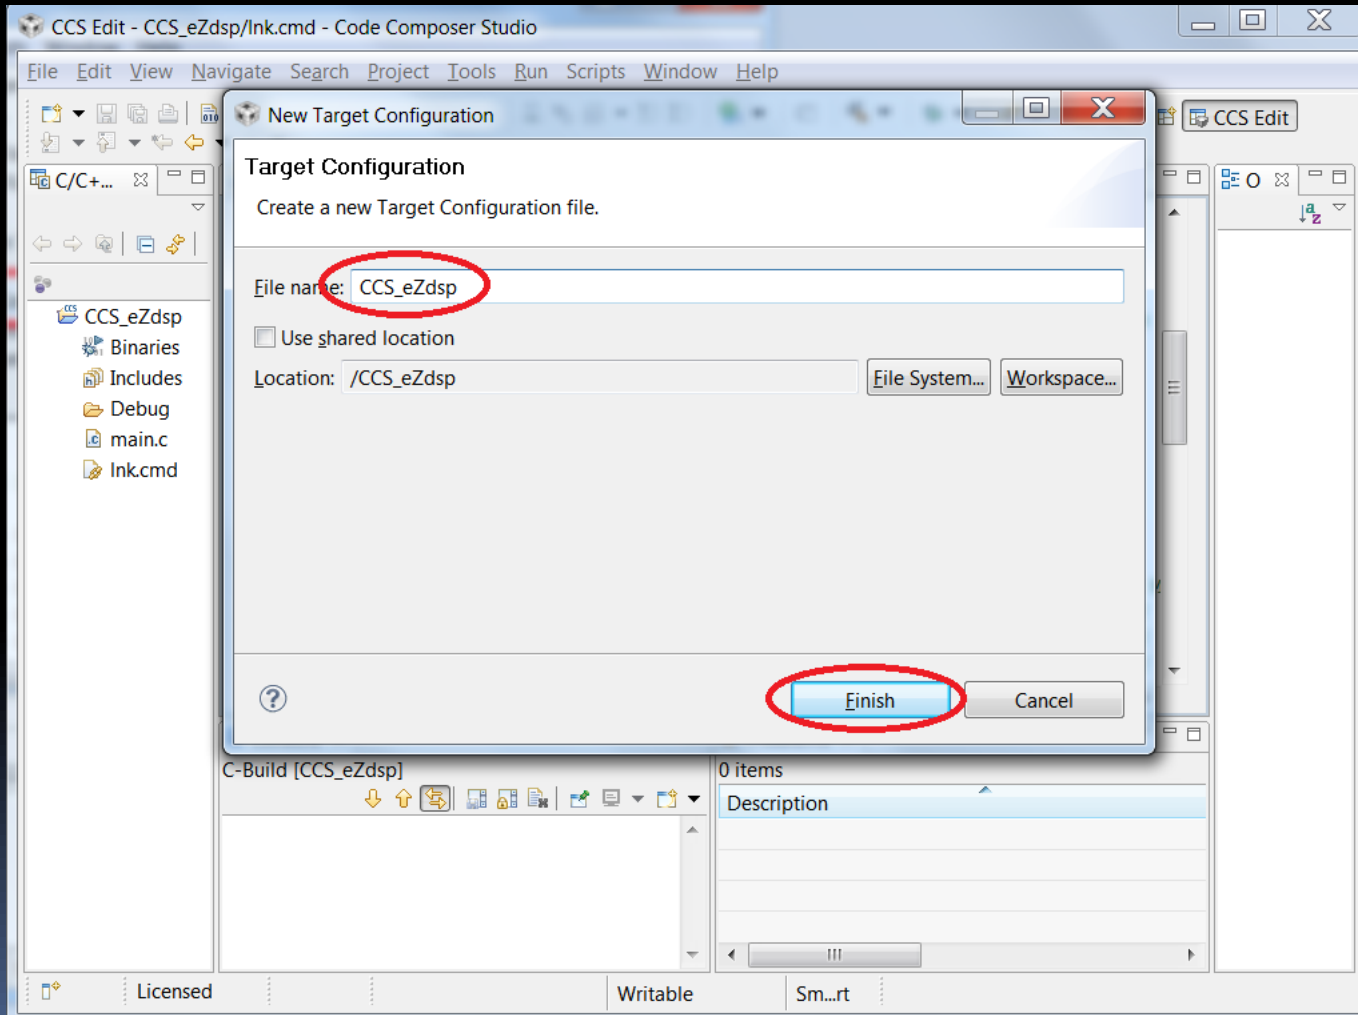 CCS Edit - CCS_eZdsp/lnk.cmd - Code Composer Studio
File Edit View Navigate Search Project Tools Run Scripts Window Help
New Target Configuration
CCS Edit
Target Configuration
C/C+...
O
Create a new Target Configuration file.
File name: CCS_eZdsp
CCS_eZdsp
Use shared location
Binaries
Location: /CCS_eZdsp File System... Workspace...
Includes
Debug
main.c
lnk.cmd
Finish Cancel
C-Build [CCS_eZdsp]
0 items
Description
Licensed Writable Sm...rt